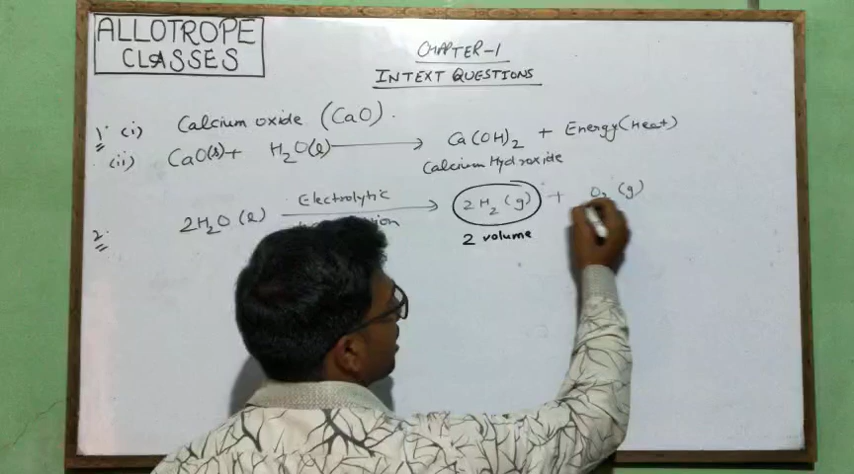 ALLOTROPE
CLASSES
CHAPTER-1
INTEXT QUESTIONS
1. (i) Calcium oxide (CaO).
(ii) CaO(s) + H₂O(l) → Ca(OH)₂ + Energy(Heat)
Calcium Hydroxide
2. 2H₂O(l) Electrolytic → 2H₂(g) + O₂(g)
2 volume